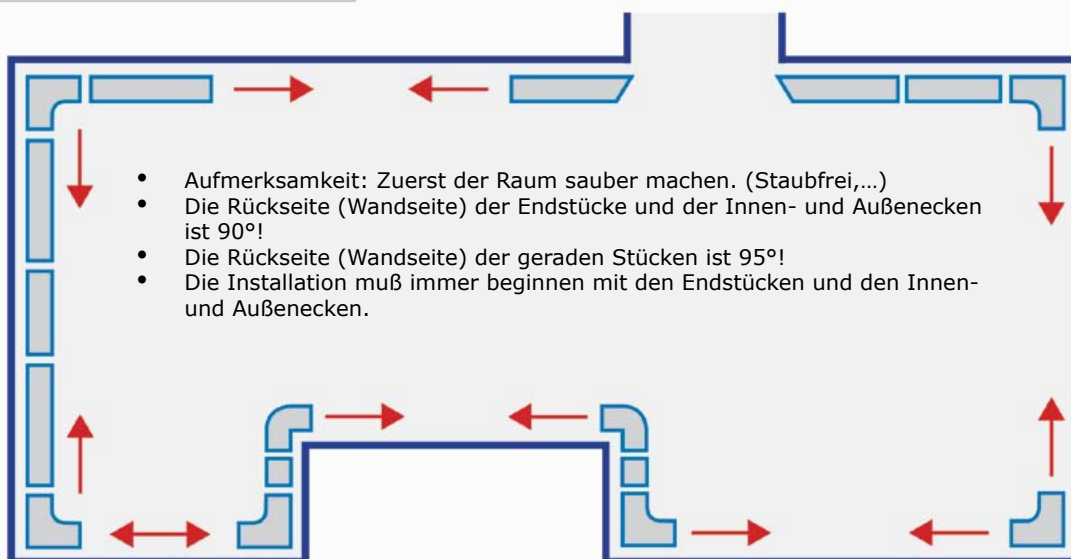 • Aufmerksamkeit: Zuerst der Raum sauber machen. (Staubfrei,...)
• Die Rückseite (Wandseite) der Endstücke und der Innen- und Außenecken
ist 90°!
• Die Rückseite (Wandseite) der geraden Stücken ist 95°!
• Die Installation muß immer beginnen mit den Endstücken und den Innen-
und Außenecken.